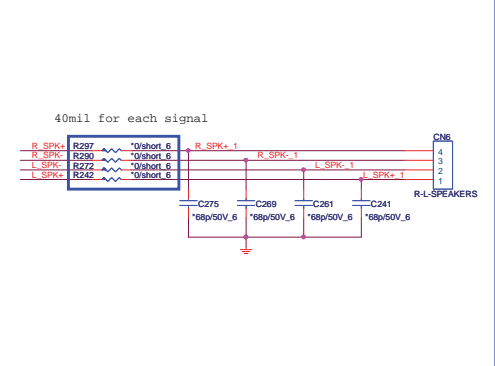 40mil for each signal
CN6
R_SPK+ R297 *0/short_6 R_SPK+_1 4
R_SPK- R290 *0/short_6 R_SPK-_1 3
L_SPK- R272 *0/short_6 L_SPK-_1 2
L_SPK+ R242 *0/short_6 L_SPK+_1 1
R-L-SPEAKERS
C275 C269 C261 C241
*68p/50V_6 *68p/50V_6 *68p/50V_6 *68p/50V_6